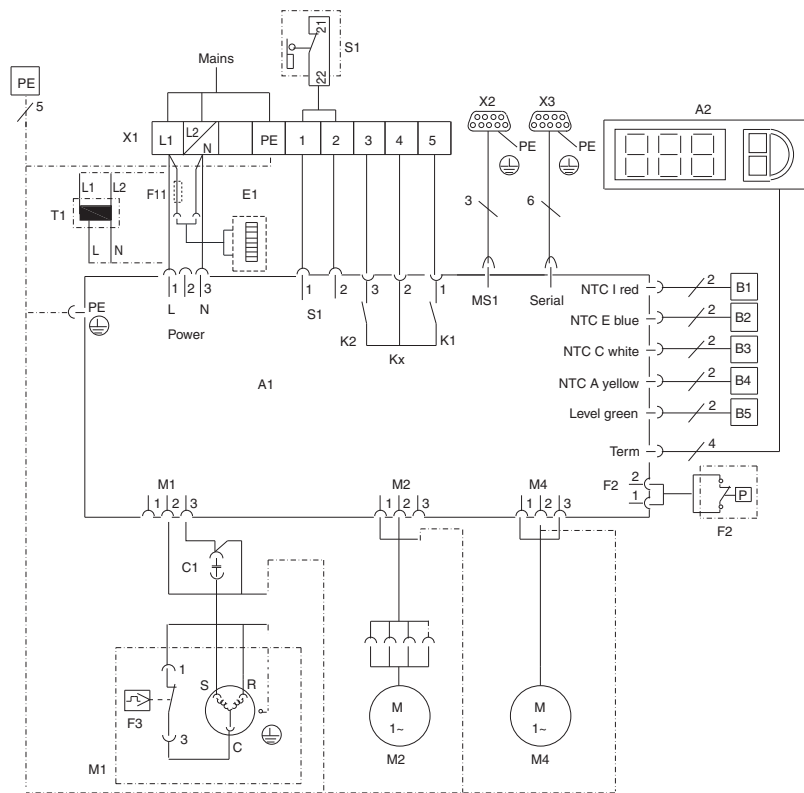 21
S1
22
Mains
PE
5
X1
L1
L2
N
PE
1
2
3
4
5
X2
X3
PE
PE
A2
L1
L2
T1
L
N
F11
E1
3
6
1
2
3
L
N
Power
PE
1
2
S1
3
2
1
K2
K1
Kx
MS1
Serial
A1
NTC I red
2
B1
NTC E blue
2
B2
NTC C white
2
B3
NTC A yellow
2
B4
Level green
2
B5
Term
4
F2
2
1
P
F2
M1
1
2
3
M2
1
2
3
M4
1
2
3
C1
1
S
R
F3
3
C
M1
M
1~
M2
M
1~
M4